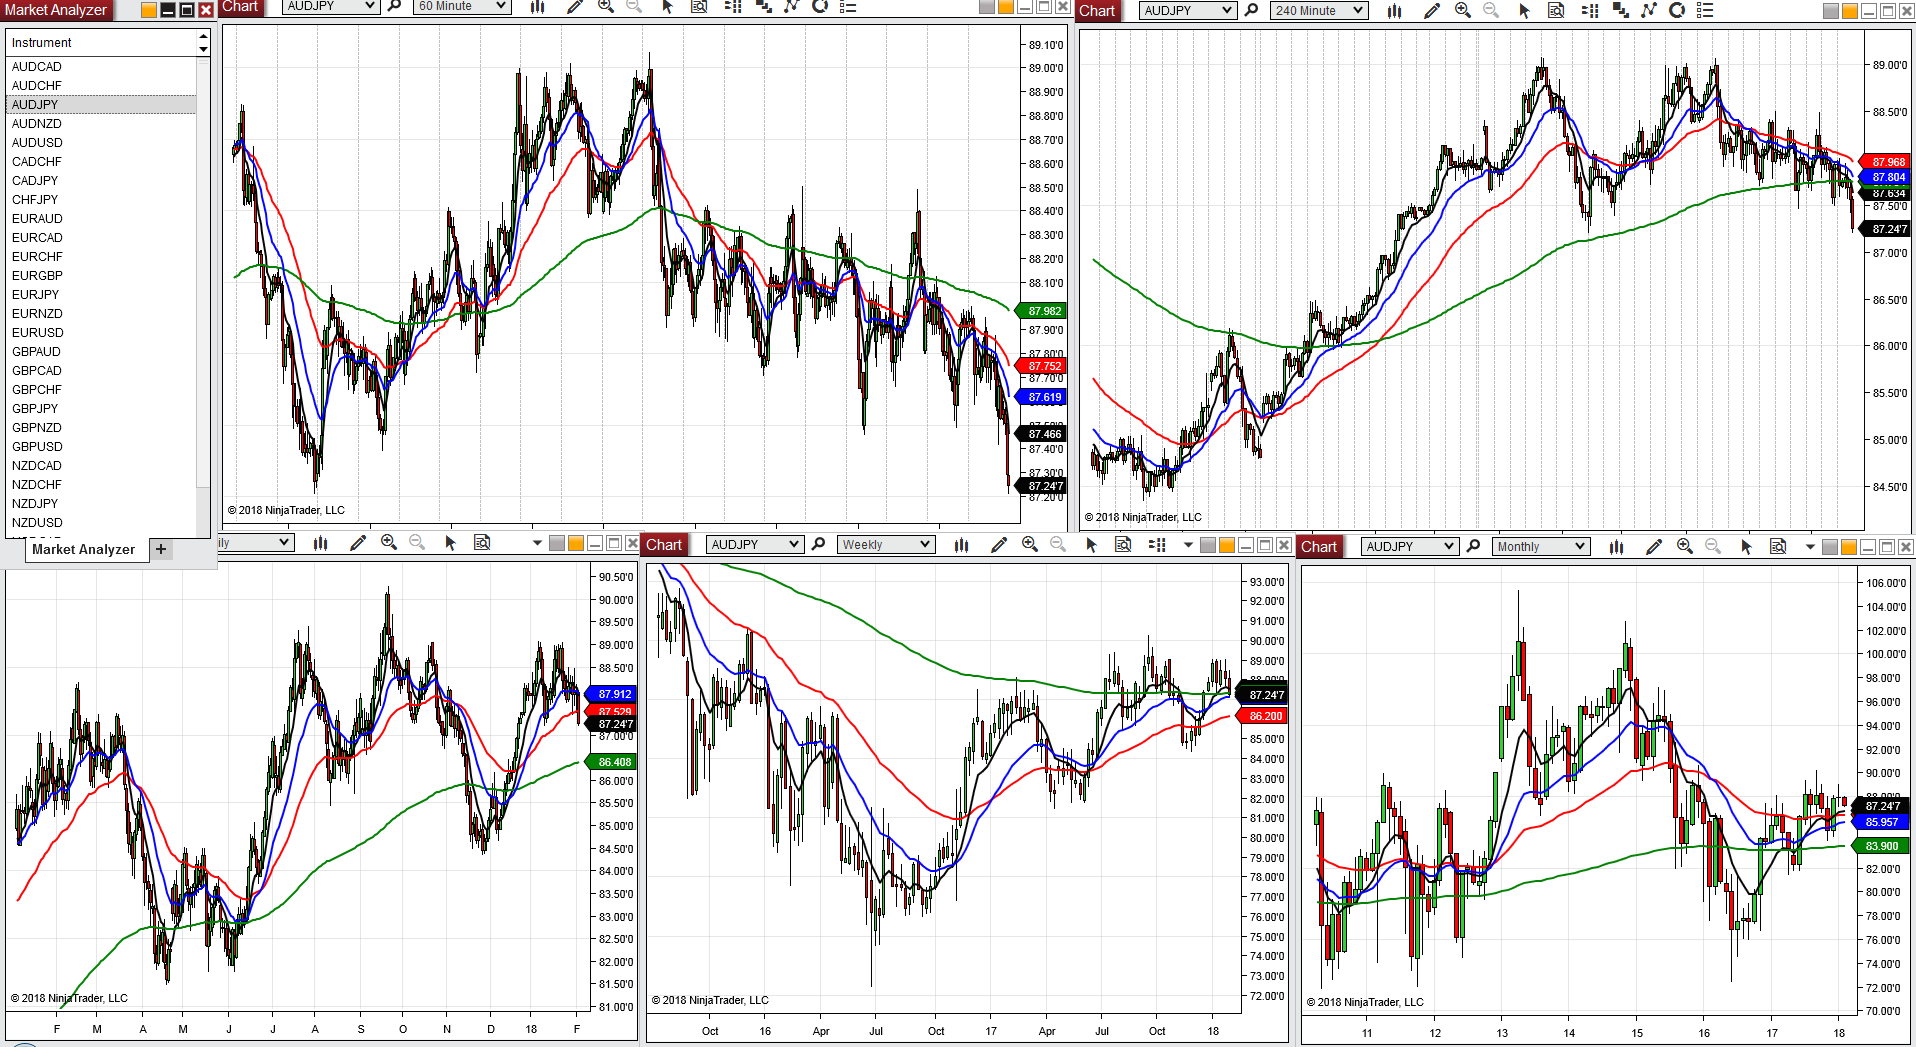 Market Analyzer
Instrument
AUDCAD
AUDCHF
AUDJPY
AUDNZD
AUDUSD
CADCHF
CADJPY
CHFJPY
EURAUD
EURCAD
EURCHF
EURGBP
EURJPY
EURNZD
EURUSD
GBPAUD
GBPCAD
GBPCHF
GBPJPY
GBPNZD
GBPUSD
NZDCAD
NZDCHF
NZDJPY
NZDUSD
Market Analyzer +
Chart AUDJPY 60 Minute
89.10'0
89.00'0
88.90'0
88.80'0
88.70'0
88.60'0
88.50'0
88.40'0
88.30'0
88.20'0
88.10'0
87.982
87.90'0
87.80'0
87.752
87.70'0
87.619
87.466
87.40'0
87.30'0
87.24'7
87.20'0
© 2018 NinjaTrader, LLC
Chart AUDJPY 240 Minute
89.00'0
88.50'0
87.968
87.804
87.634
87.50'0
87.24'7
87.00'0
86.50'0
86.00'0
85.50'0
85.00'0
84.50'0
© 2018 NinjaTrader, LLC
ily
90.50'0
90.00'0
89.50'0
89.00'0
88.50'0
87.912
87.529
87.24'7
87.00'0
86.408
86.00'0
85.50'0
85.00'0
84.50'0
84.00'0
83.50'0
83.00'0
82.50'0
82.00'0
81.50'0
81.00'0
© 2018 NinjaTrader, LLC
F M A M J J A S O N D 18 F
Chart AUDJPY Weekly
93.00'0
92.00'0
91.00'0
90.00'0
89.00'0
87.24'7
86.200
85.00'0
84.00'0
83.00'0
82.00'0
81.00'0
80.00'0
79.00'0
78.00'0
77.00'0
76.00'0
75.00'0
74.00'0
73.00'0
72.00'0
© 2018 NinjaTrader, LLC
Oct 16 Apr Jul Oct 17 Apr Jul Oct 18
Chart AUDJPY Monthly
106.00'0
104.00'0
102.00'0
100.00'0
98.00'0
96.00'0
94.00'0
92.00'0
90.00'0
87.24'7
85.957
83.900
82.00'0
80.00'0
78.00'0
76.00'0
74.00'0
72.00'0
70.00'0
© 2018 NinjaTrader, LLC
11 12 13 14 15 16 17 18